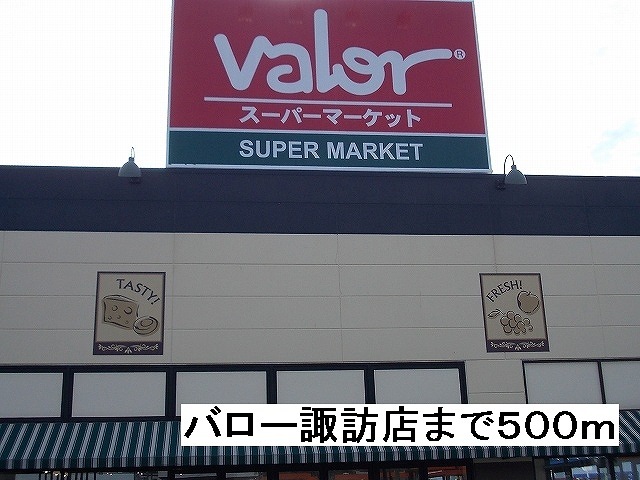 valor®
スーパーマーケット
SUPER MARKET
TASTY!
FRESH!
バロー諏訪店まで500m